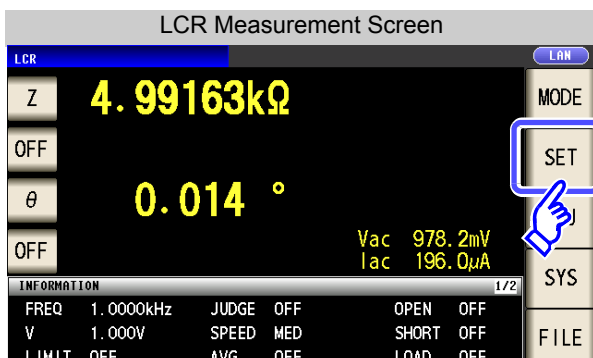 LCR Measurement Screen
LCR LAN
Z 4.99163kΩ MODE
OFF SET
θ 0.014 °
OFF Vac 978.2mV
Iac 196.0μA SYS
INFORMATION 1/2
FREQ 1.0000kHz JUDGE OFF OPEN OFF
V 1.000V SPEED MED SHORT OFF FILE
LIMIT OFF AVG OFF LOAD OFF